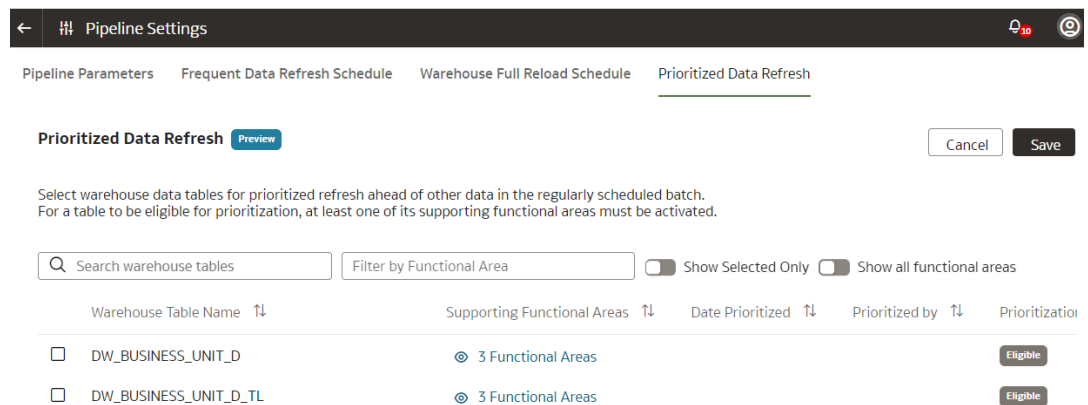 Pipeline Settings
10
Pipeline Parameters Frequent Data Refresh Schedule Warehouse Full Reload Schedule Prioritized Data Refresh
Prioritized Data Refresh Preview Cancel Save
Select warehouse data tables for prioritized refresh ahead of other data in the regularly scheduled batch.
For a table to be eligible for prioritization, at least one of its supporting functional areas must be activated.
Search warehouse tables Filter by Functional Area Show Selected Only Show all functional areas
Warehouse Table Name Supporting Functional Areas Date Prioritized Prioritized by Prioritization
DW_BUSINESS_UNIT_D 3 Functional Areas Eligible
DW_BUSINESS_UNIT_D_TL 3 Functional Areas Eligible